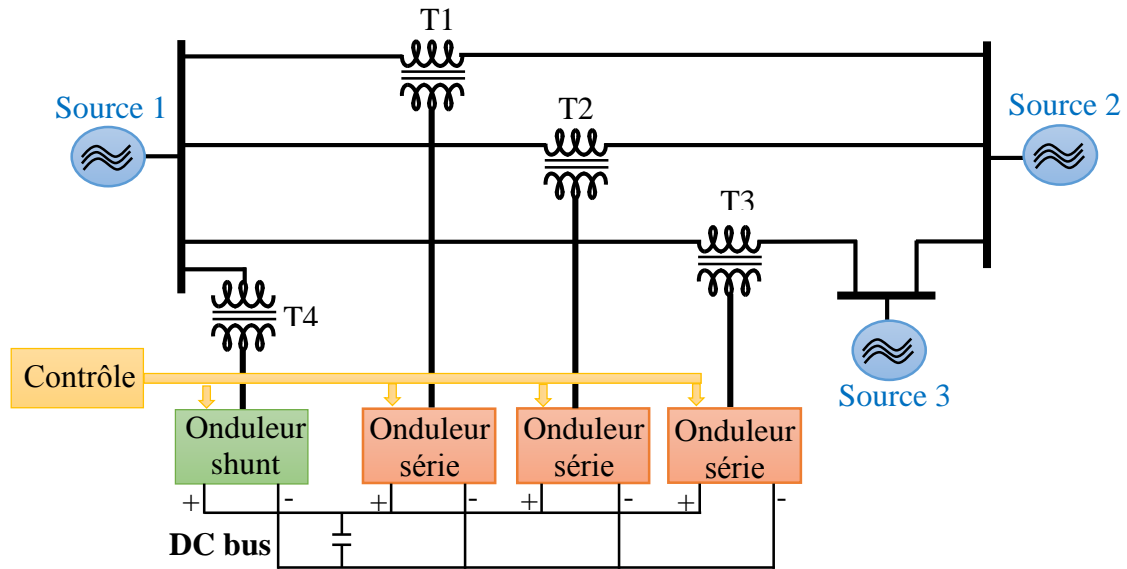 T1
Source 1
Source 2
T2
T3
T4
Contrôle
Source 3
Onduleur
shunt
Onduleur
série
Onduleur
série
Onduleur
série
+ - + - + - + -
DC bus